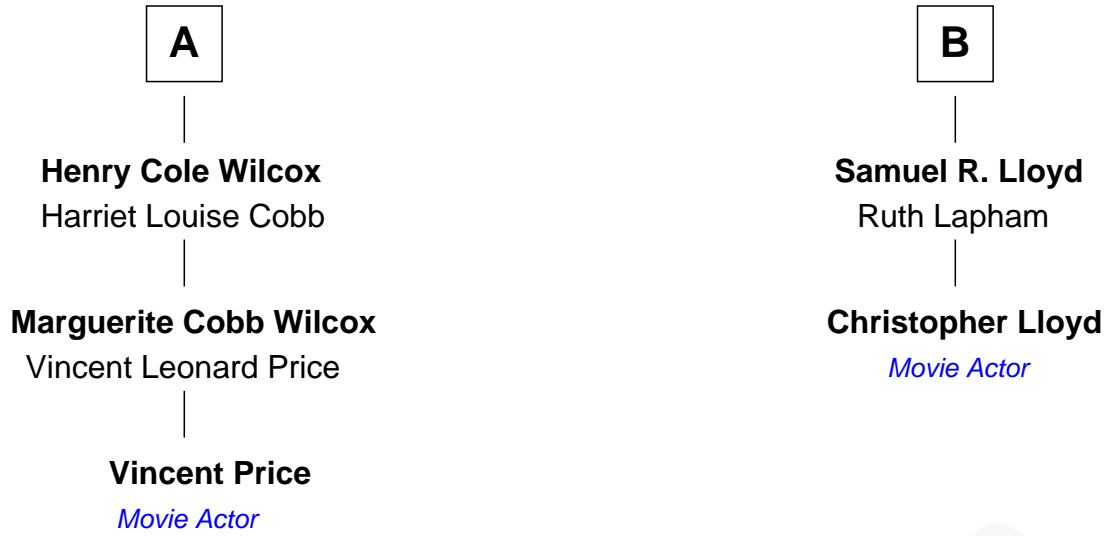 A
B
Henry Cole Wilcox
Harriet Louise Cobb
Samuel R. Lloyd
Ruth Lapham
Marguerite Cobb Wilcox
Vincent Leonard Price
Christopher Lloyd
Movie Actor
Vincent Price
Movie Actor